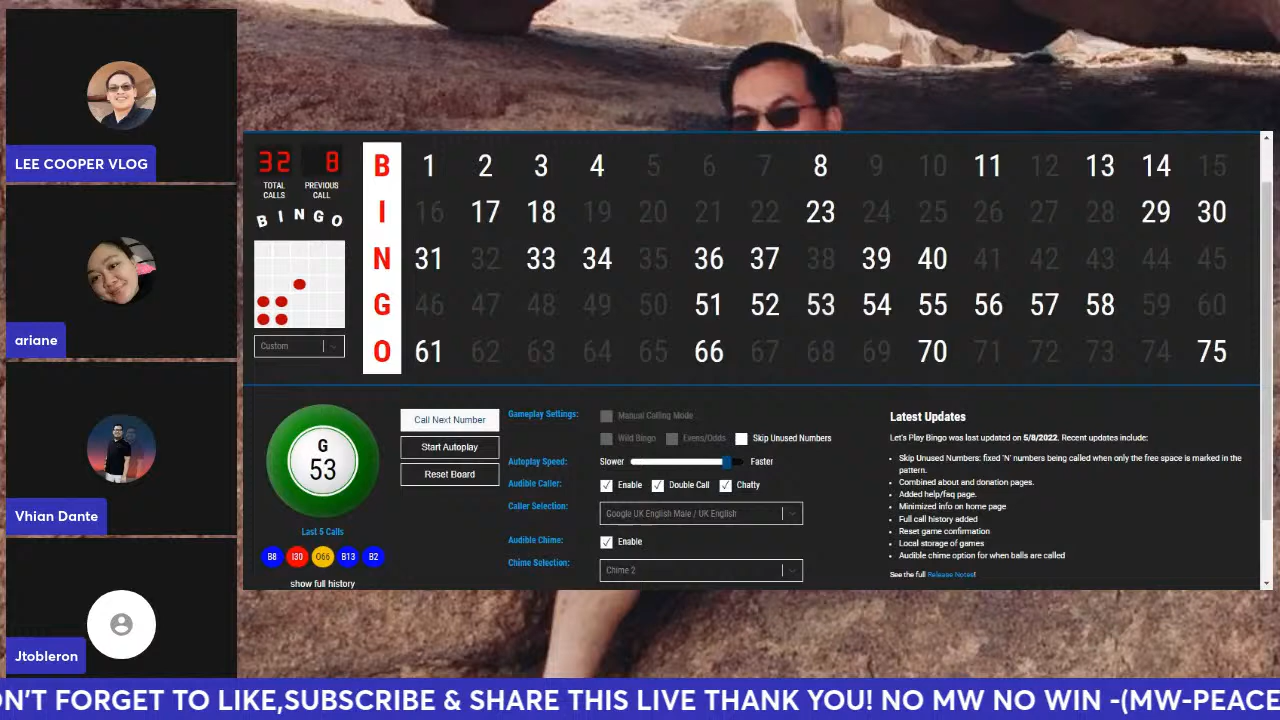 LEE COOPER VLOG
ariane
Vhian Dante
Jtobleron
32 8
TOTAL CALLS PREVIOUS CALL
BINGO
Custom
B 1 2 3 4 5 6 7 8 9 10 11 12 13 14 15
I 16 17 18 19 20 21 22 23 24 25 26 27 28 29 30
N 31 32 33 34 35 36 37 38 39 40 41 42 43 44 45
G 46 47 48 49 50 51 52 53 54 55 56 57 58 59 60
O 61 62 63 64 65 66 67 68 69 70 71 72 73 74 75
G
53
Last 5 Calls
B8 I30 O66 B13 B2
show full history
Call Next Number
Start Autoplay
Reset Board
Gameplay Settings: Manual Calling Mode
Wild Bingo Evens/Odds Skip Unused Numbers
Autoplay Speed: Slower Faster
Audible Caller: Enable Double Call Chatty
Caller Selection: Google UK English Male / UK English
Audible Chime: Enable
Chime Selection: Chime 2
Latest Updates
Let's Play Bingo was last updated on 5/8/2022. Recent updates include:
Skip Unused Numbers: fixed 'N' numbers being called when only the free space is marked in the
pattern.
Combined about and donation pages.
Added help/faq page.
Minimized info on home page
Full call history added
Reset game confirmation
Local storage of games
Audible chime option for when balls are called
See the full Release Notes!
ON'T FORGET TO LIKE,SUBSCRIBE & SHARE THIS LIVE THANK YOU! NO MW NO WIN -(MW-PEACE